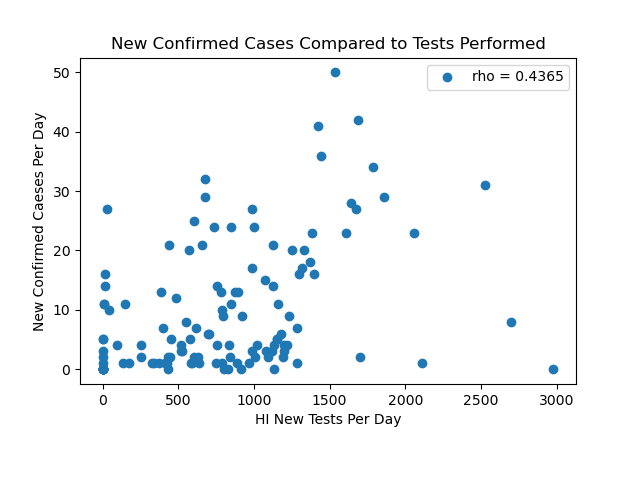 New Confirmed Cases Compared to Tests Performed
rho = 0.4365
New Confirmed Caeses Per Day
50
40
30
20
10
0
0 500 1000 1500 2000 2500 3000
HI New Tests Per Day